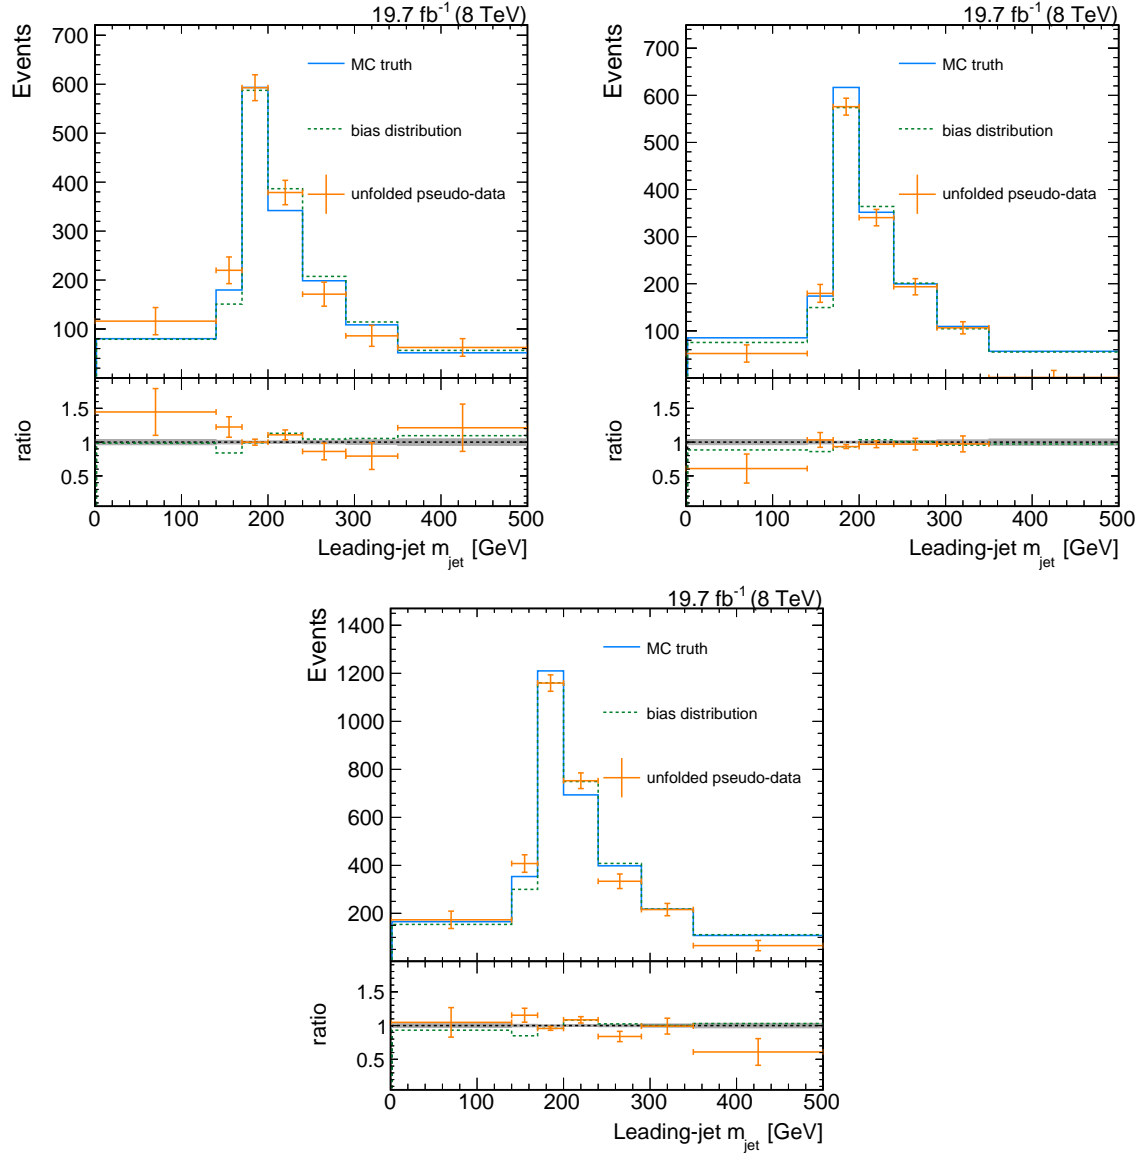 19.7 fb⁻¹ (8 TeV)
Events
700
600
500
400
300
200
100
MC truth
bias distribution
unfolded pseudo-data
ratio
1.5
1
0.5
0 100 200 300 400 500
Leading-jet m_jet [GeV]
19.7 fb⁻¹ (8 TeV)
Events
700
600
500
400
300
200
100
MC truth
bias distribution
unfolded pseudo-data
ratio
1.5
1
0.5
0 100 200 300 400 500
Leading-jet m_jet [GeV]
19.7 fb⁻¹ (8 TeV)
Events
1400
1200
1000
800
600
400
200
MC truth
bias distribution
unfolded pseudo-data
ratio
1.5
1
0.5
0 100 200 300 400 500
Leading-jet m_jet [GeV]